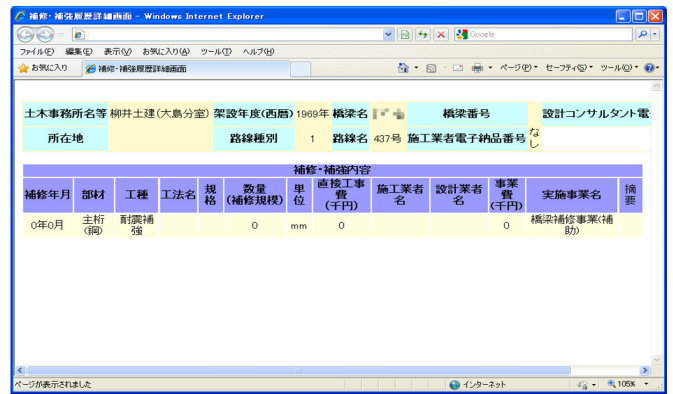 補修・補強履歴詳細画面 - Windows Internet Explorer
Google
ファイル(F) 編集(E) 表示(V) お気に入り(A) ツール(T) ヘルプ(H)
お気に入り 補修・補強履歴詳細画面 ページ(P) セーフティ(S) ツール(O)
土木事務所名等 柳井土建(大島分室) 架設年度(西暦) 1969年 橋梁名 橋梁番号 設計コンサルタント電
所在地 路線種別 1 路線名 437号 施工業者電子納品番号 なし
補修・補強内容
補修年月 部材 工種 工法名 規格 数量(補修規模) 単位 直接工事費(千円) 施工業者名 設計業者名 事業費(千円) 実施事業名 摘要
0年0月 主桁(鋼) 耐震補強 0 mm 0 0 橋梁補修事業(補助)
ページが表示されました インターネット 105%